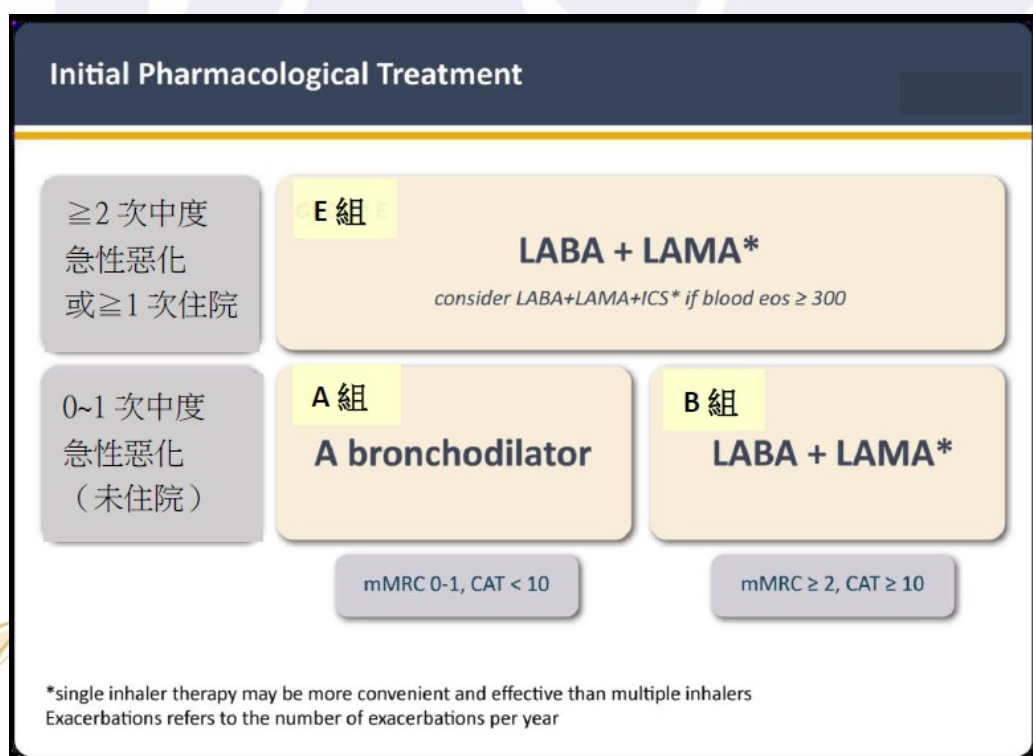 Initial Pharmacological Treatment
≧2 次中度
急性惡化
或≧1 次住院
E 組
LABA + LAMA*
consider LABA+LAMA+ICS* if blood eos ≥ 300
0~1 次中度
急性惡化
（未住院）
A 組
A bronchodilator
B 組
LABA + LAMA*
mMRC 0-1, CAT < 10
mMRC ≥ 2, CAT ≥ 10
*single inhaler therapy may be more convenient and effective than multiple inhalers
Exacerbations refers to the number of exacerbations per year